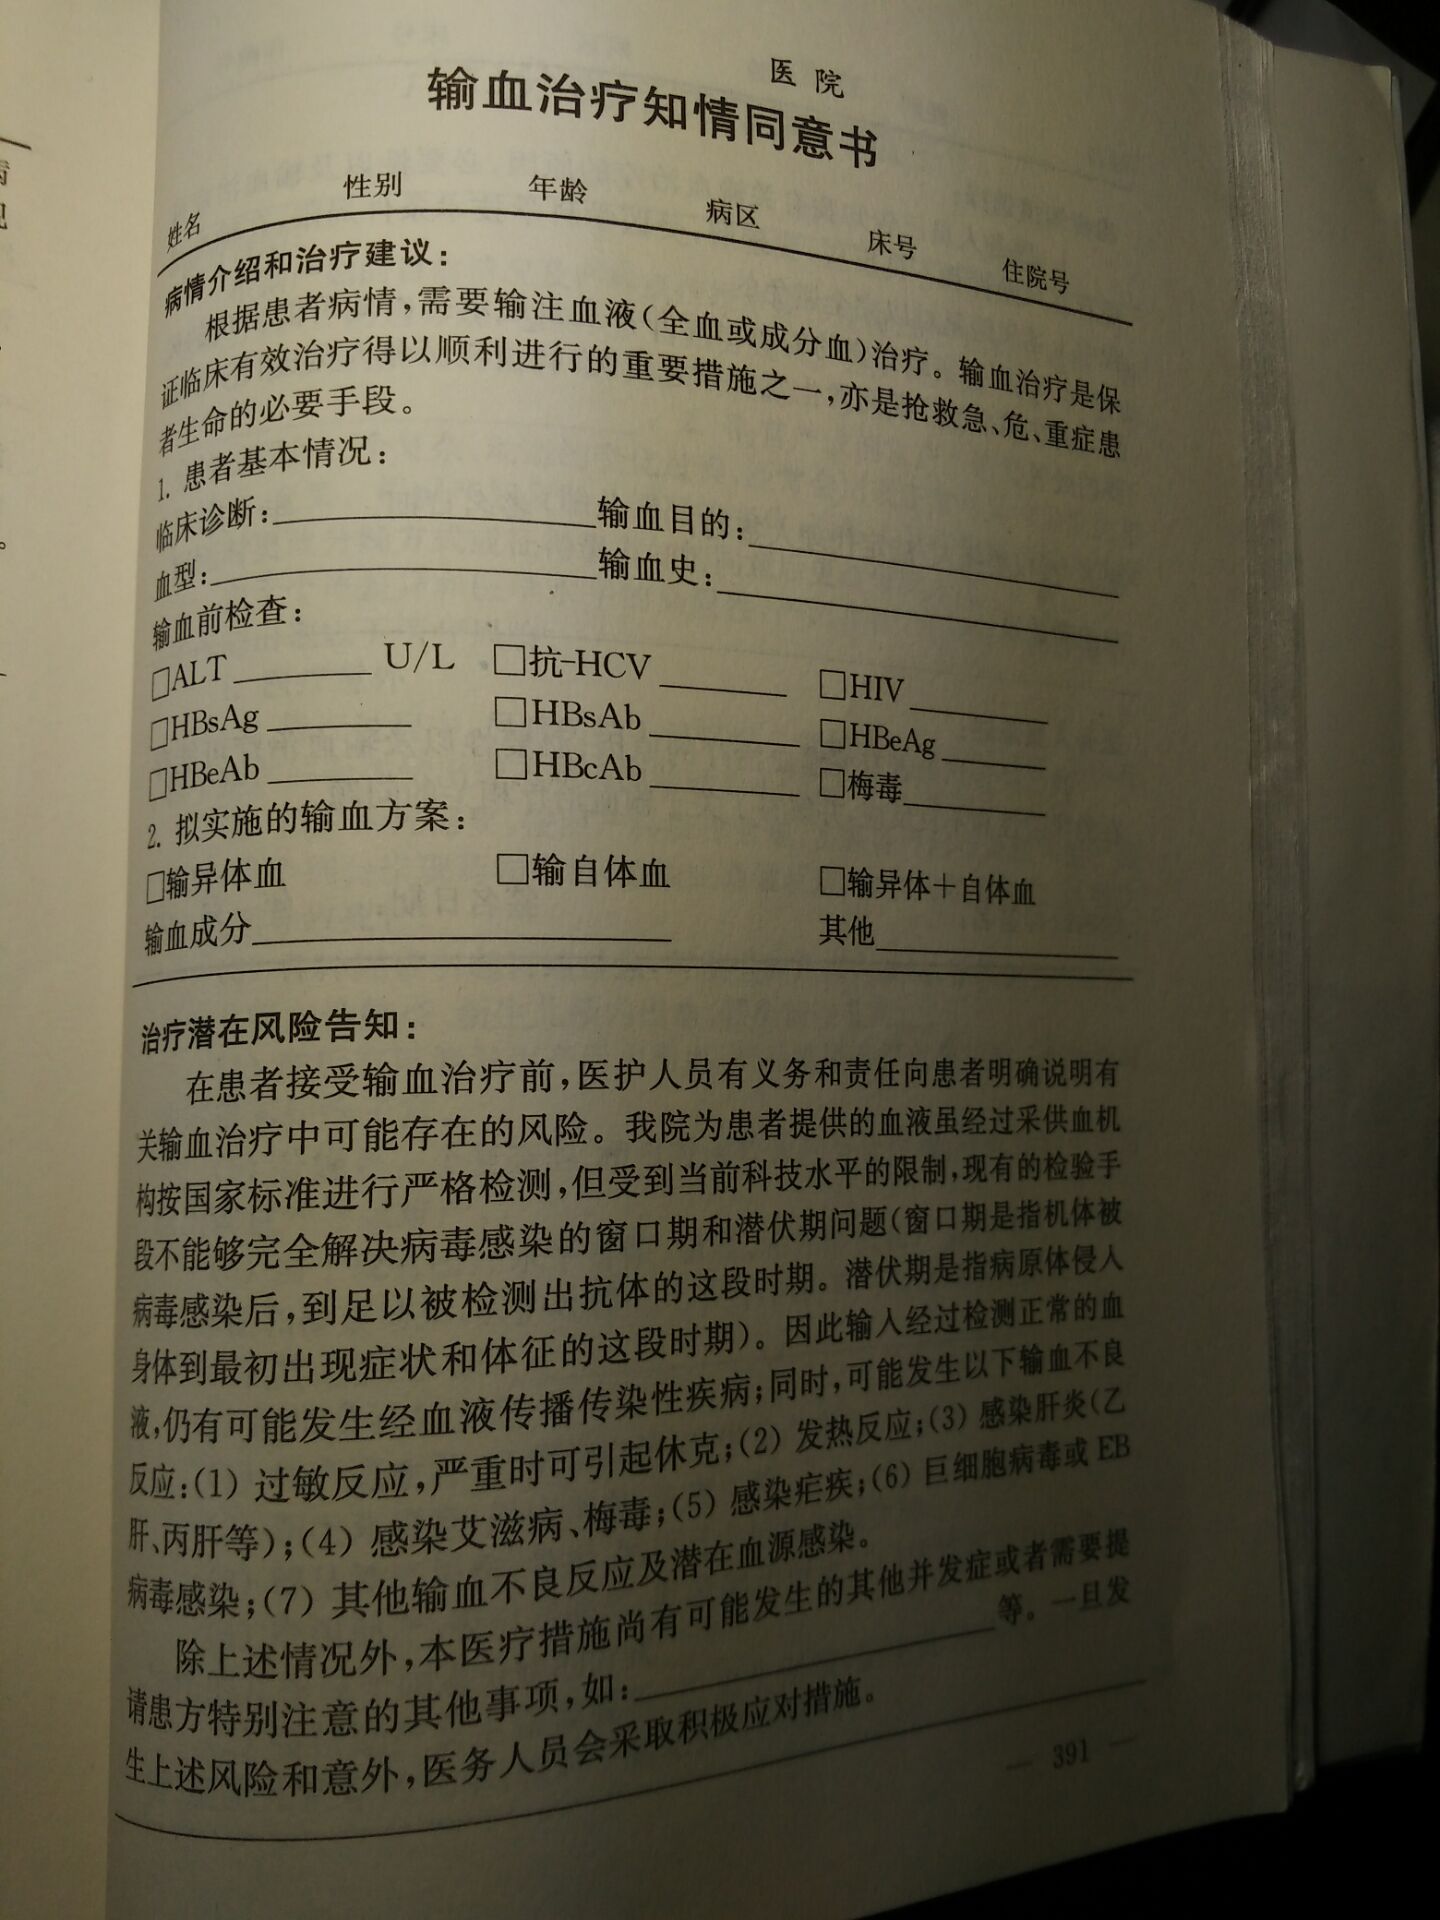 医院
输血治疗知情同意书
姓名 性别 年龄 病区 床号 住院号
病情介绍和治疗建议：
根据患者病情，需要输注血液（全血或成分血）治疗。输血治疗是保
证临床有效治疗得以顺利进行的重要措施之一，亦是抢救急、危、重症患
者生命的必要手段。
1. 患者基本情况：
临床诊断：____ 输血目的：____
血型：____ 输血史：____
输血前检查：
□ALT ____ U/L □抗-HCV ____ □HIV ____
□HBsAg ____ □HBsAb ____ □HBeAg ____
□HBeAb ____ □HBcAb ____ □梅毒____
2. 拟实施的输血方案：
□输异体血 □输自体血 □输异体＋自体血
输血成分____ 其他____
治疗潜在风险告知：
在患者接受输血治疗前，医护人员有义务和责任向患者明确说明有
关输血治疗中可能存在的风险。我院为患者提供的血液虽经过采供血机
构按国家标准进行严格检测，但受到当前科技水平的限制，现有的检验手
段不能够完全解决病毒感染的窗口期和潜伏期问题（窗口期是指机体被
病毒感染后，到足以被检测出抗体的这段时期。潜伏期是指病原体侵入
身体到最初出现症状和体征的这段时期）。因此输入经过检测正常的血
液，仍有可能发生经血液传播传染性疾病；同时，可能发生以下输血不良
反应：（1）过敏反应，严重时可引起休克；（2）发热反应；（3）感染肝炎（乙
肝、丙肝等）；（4）感染艾滋病、梅毒；（5）感染疟疾；（6）巨细胞病毒或 EB
病毒感染；（7）其他输血不良反应及潜在血源感染。
除上述情况外，本医疗措施尚有可能发生的其他并发症或者需要提
请患方特别注意的其他事项，如：____等。一旦发
生上述风险和意外，医务人员会采取积极应对措施。
— 391 —